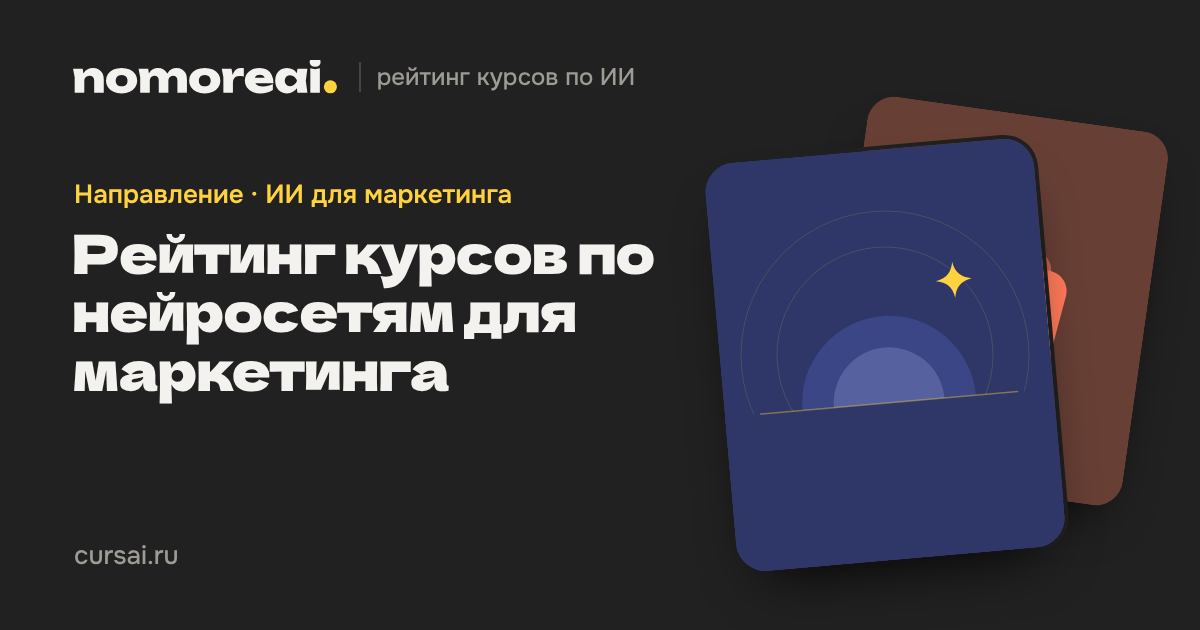 nomoreai.
рейтинг курсов по ИИ
Направление · ИИ для маркетинга
Рейтинг курсов по
нейросетям для
маркетинга
cursai.ru